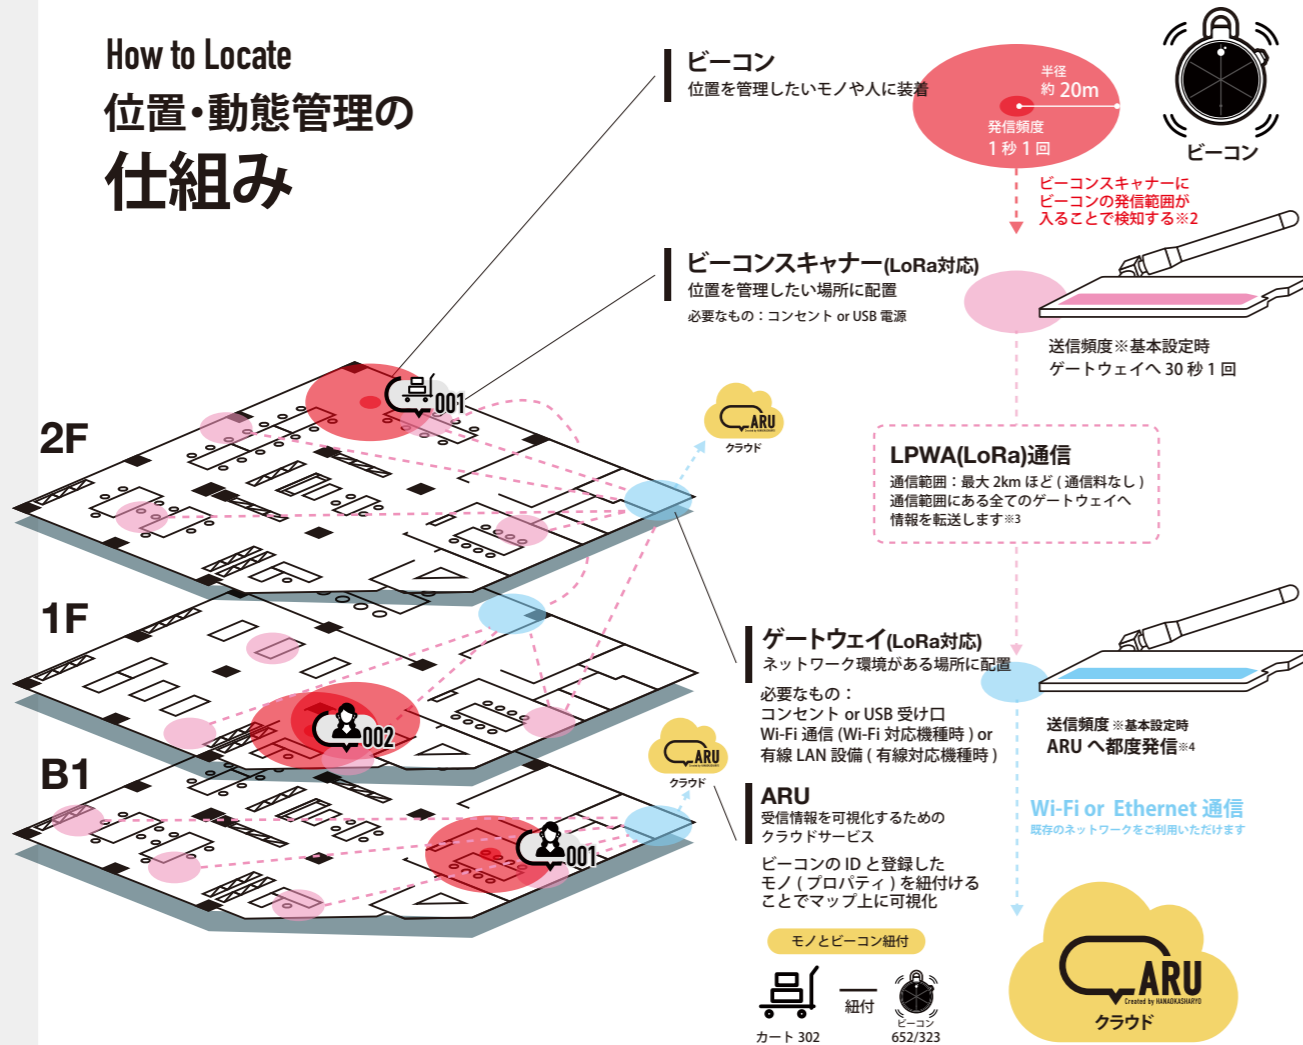 How to Locate
位置・動態管理の
仕組み
ビーコン
位置を管理したいモノや人に装着
半径
約 20m
発信頻度
1 秒 1 回
ビーコン
ビーコンスキャナーに
ビーコンの発信範囲が
入ることで検知する※2
ビーコンスキャナー(LoRa対応)
位置を管理したい場所に配置
必要なもの：コンセント or USB 電源
送信頻度※基本設定時
ゲートウェイへ 30 秒 1 回
2F
001
ARU
クラウド
LPWA(LoRa)通信
通信範囲：最大 2km ほど ( 通信料なし )
通信範囲にある全てのゲートウェイへ
情報を転送します※3
1F
002
ゲートウェイ(LoRa対応)
ネットワーク環境がある場所に配置
必要なもの：
コンセント or USB 受け口
Wi-Fi 通信 (Wi-Fi 対応機種時 ) or
有線 LAN 設備 ( 有線対応機種時 )
送信頻度 ※基本設定時
ARU へ都度発信※4
B1
001
ARU
クラウド
ARU
受信情報を可視化するための
クラウドサービス
ビーコンの ID と登録した
モノ ( プロパティ ) を紐付ける
ことでマップ上に可視化
Wi-Fi or Ethernet 通信
既存のネットワークをご利用いただけます
モノとビーコン紐付
紐付
カート 302
ビーコン
652/323
ARU
Created by HANAOKASHARYO
クラウド